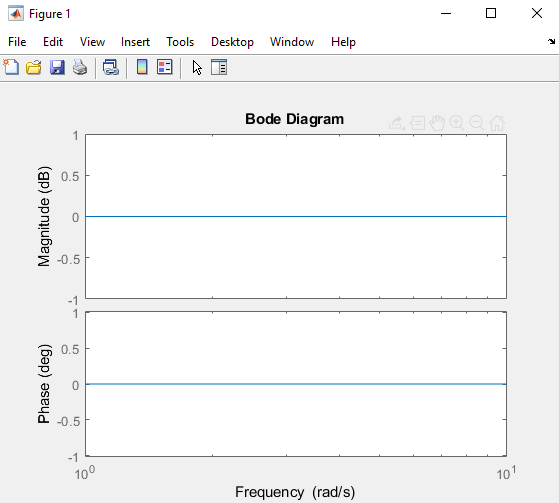 Figure 1
File Edit View Insert Tools Desktop Window Help
Bode Diagram
Magnitude (dB)
1
0.5
0
-0.5
-1
Phase (deg)
1
0.5
0
-0.5
-1
10^0 10^1
Frequency (rad/s)